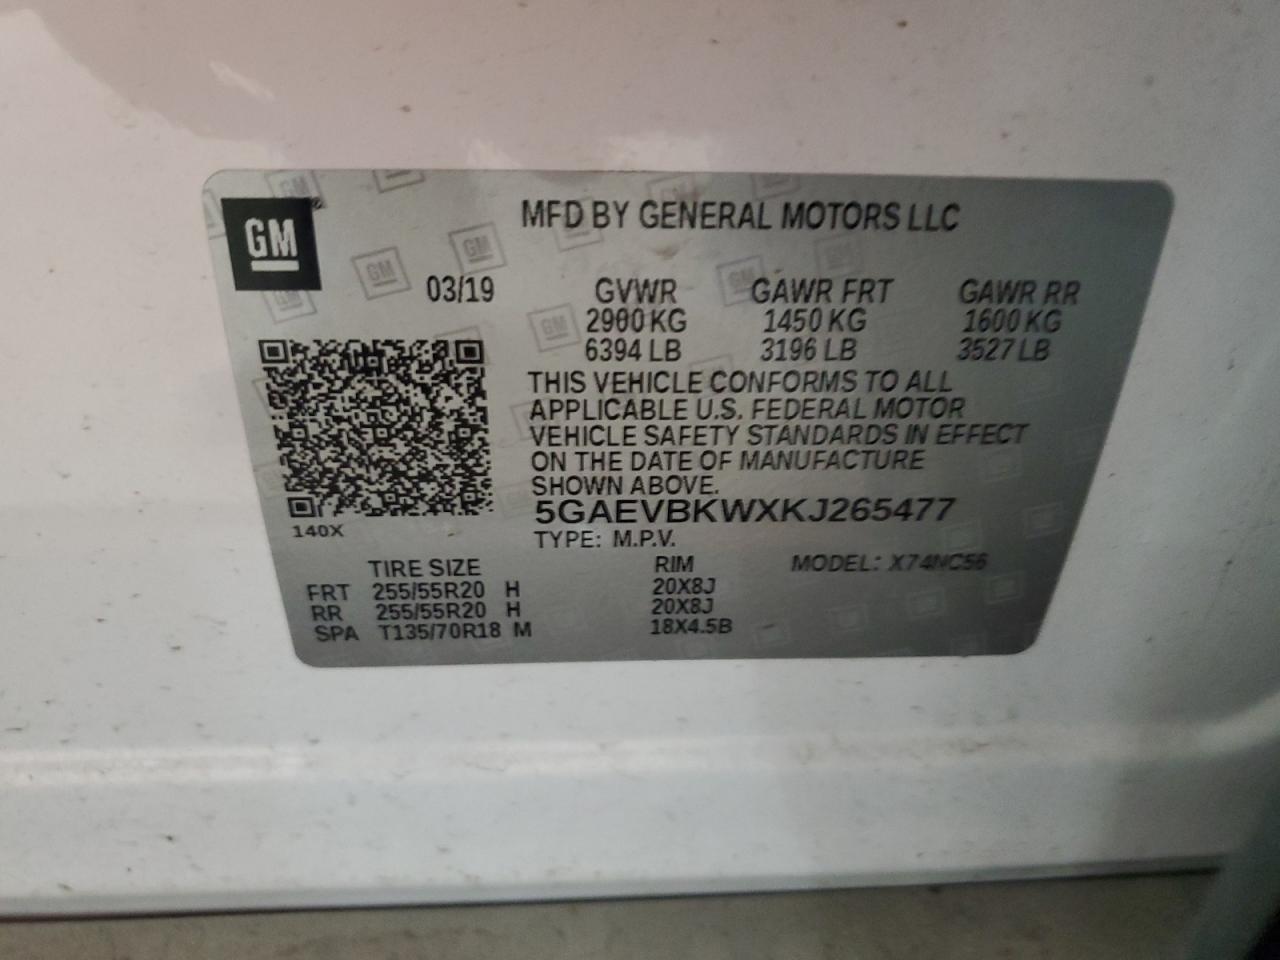 GM
MFD BY GENERAL MOTORS LLC
03/19 GVWR GAWR FRT GAWR RR
2900 KG 1450 KG 1600 KG
6394 LB 3196 LB 3527 LB
THIS VEHICLE CONFORMS TO ALL
APPLICABLE U.S. FEDERAL MOTOR
VEHICLE SAFETY STANDARDS IN EFFECT
ON THE DATE OF MANUFACTURE
SHOWN ABOVE.
5GAEVBKWXKJ265477
140X
TYPE: M.P.V.
TIRE SIZE RIM MODEL: X74NC56
FRT 255/55R20 H 20X8J
RR 255/55R20 H 20X8J
SPA T135/70R18 M 18X4.5B